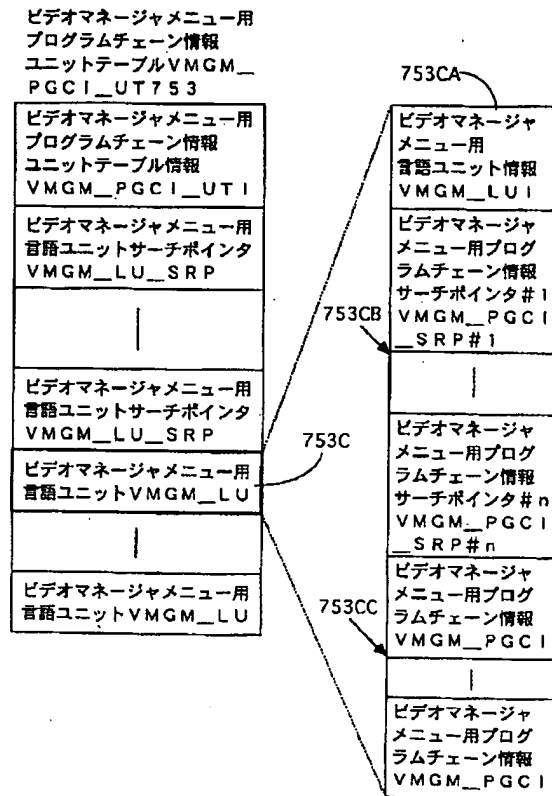 ビデオマネージャメニュー用
プログラムチェーン情報
ユニットテーブルVMGM__
PGCI__UT753
ビデオマネージャメニュー用
プログラムチェーン情報
ユニットテーブル情報
VMGM__PGCI__UTI
ビデオマネージャメニュー用
言語ユニットサーチポインタ
VMGM__LU__SRP
ビデオマネージャメニュー用
言語ユニットサーチポインタ
VMGM__LU__SRP
ビデオマネージャメニュー用
言語ユニットVMGM__LU
ビデオマネージャメニュー用
言語ユニットVMGM__LU
753C
753CA
ビデオマネージャ
メニュー用
言語ユニット情報
VMGM__LUI
ビデオマネージャ
メニュー用プログ
ラムチェーン情報
サーチポインタ#1
VMGM__PGCI
__SRP#1
753CB
ビデオマネージャ
メニュー用プログ
ラムチェーン情報
サーチポインタ#n
VMGM__PGCI
__SRP#n
ビデオマネージャ
メニュー用プログ
ラムチェーン情報
VMGM__PGCI
753CC
ビデオマネージャ
メニュー用プログ
ラムチェーン情報
VMGM__PGCI